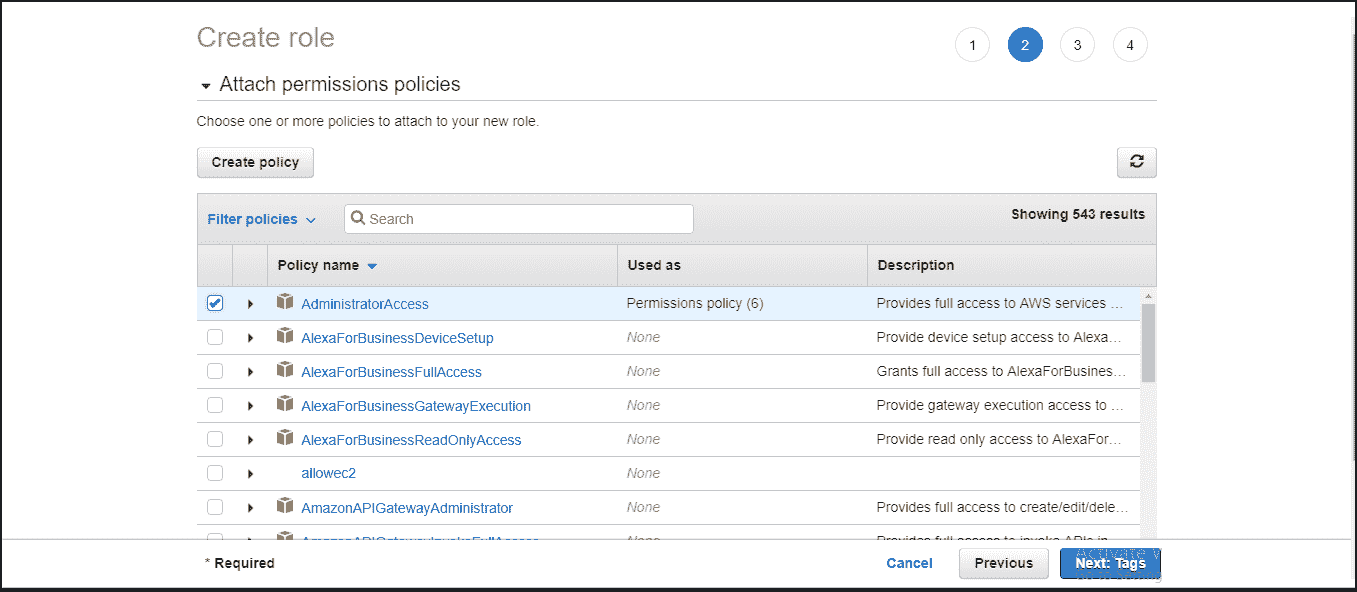 Create role
1 2 3 4
Attach permissions policies
Choose one or more policies to attach to your new role.
Create policy
Filter policies Search Showing 543 results
Policy name Used as Description
AdministratorAccess Permissions policy (6) Provides full access to AWS services ...
AlexaForBusinessDeviceSetup None Provide device setup access to Alexa...
AlexaForBusinessFullAccess None Grants full access to AlexaForBusines...
AlexaForBusinessGatewayExecution None Provide gateway execution access to ...
AlexaForBusinessReadOnlyAccess None Provide read only access to AlexaFor...
allowec2 None
AmazonAPIGatewayAdministrator None Provides full access to create/edit/dele...
AmazonAPIGatewayInvokeFullAccess None Provides full access to invoke APIs in
* Required Cancel Previous Next: Tags
Activate